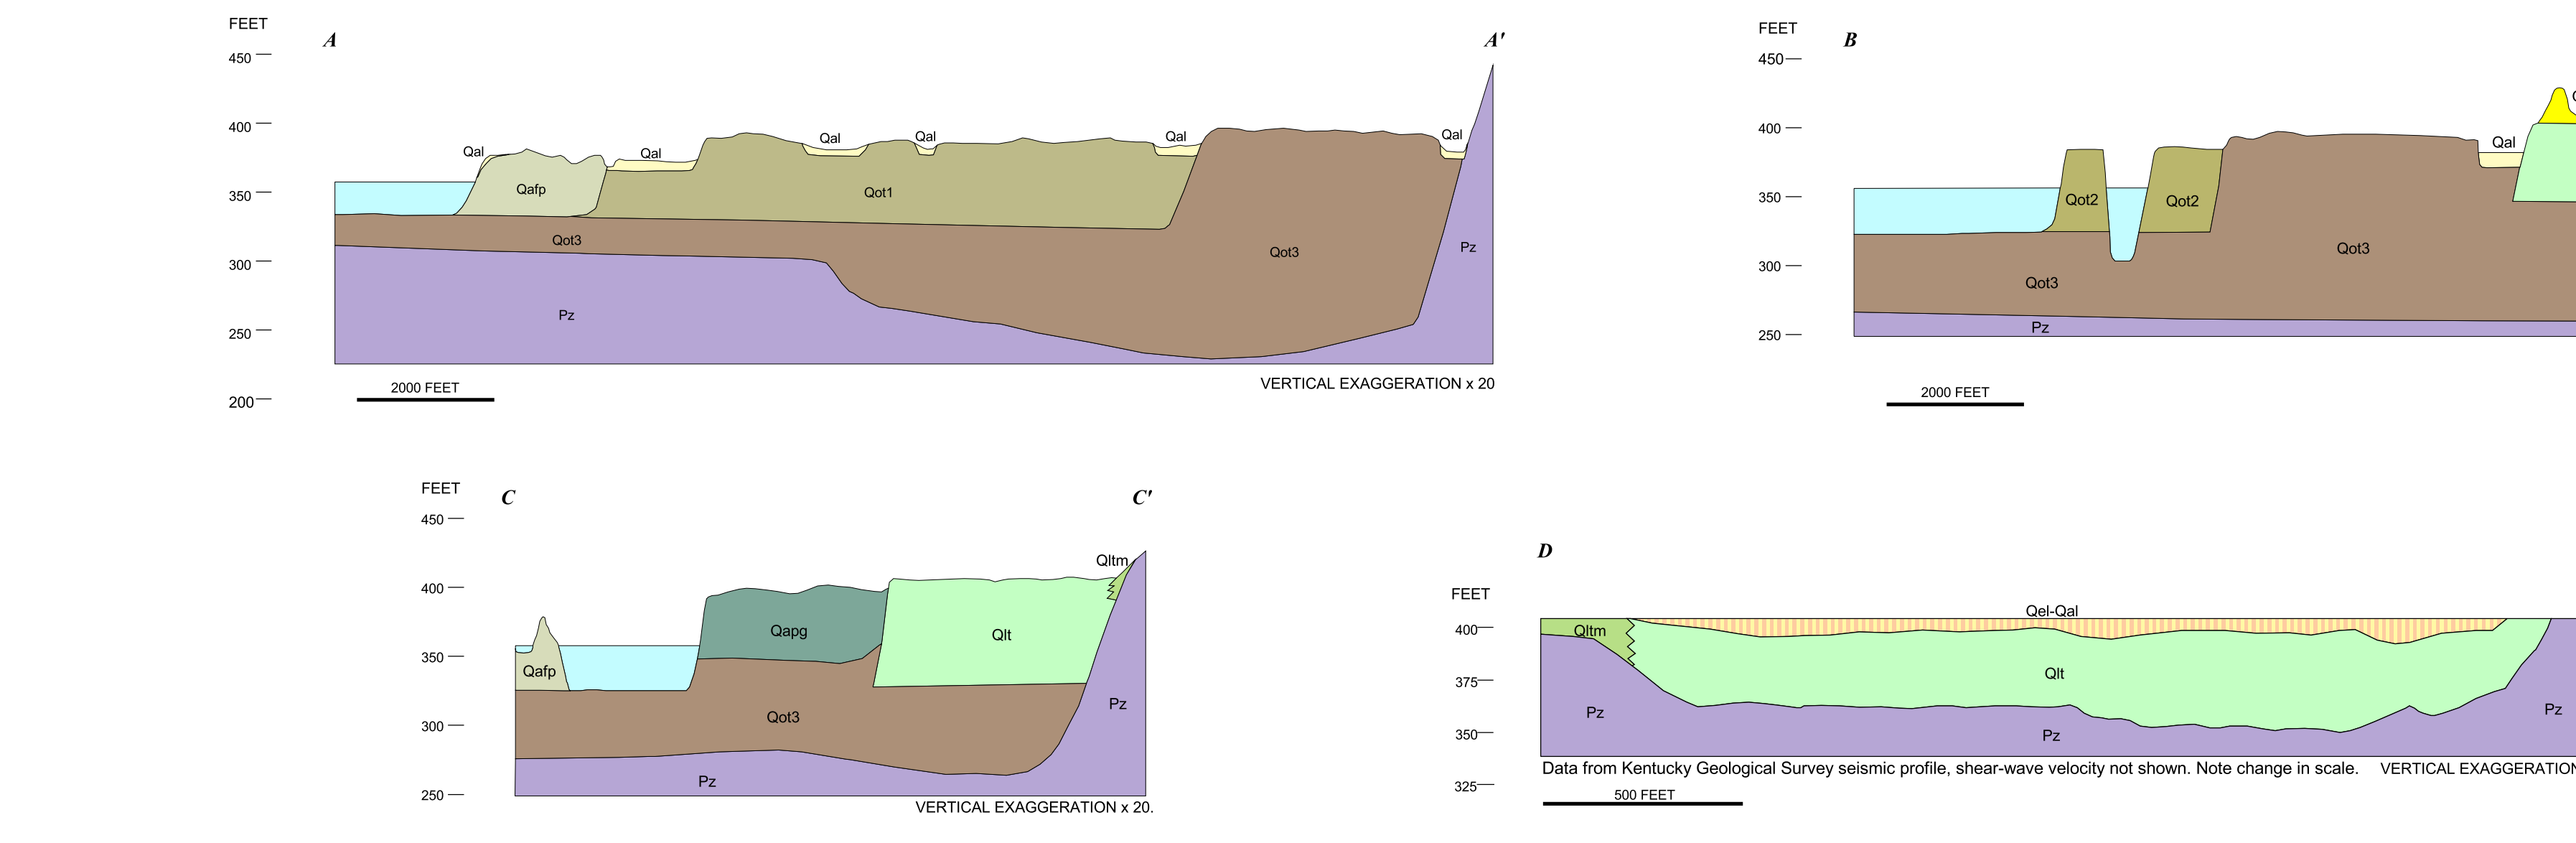 FEET
A
A'
450
400
350
300
250
200
Qal
Qal
Qal
Qal
Qal
Qal
Qafp
Qot1
Qot3
Qot3
Pz
Pz
2000 FEET
VERTICAL EXAGGERATION x 20
FEET
B
450
400
350
300
250
Qal
Qot2
Qot2
Qot3
Qot3
Pz
2000 FEET
FEET
C
C'
450
400
350
300
250
Qltm
Qapg
Qlt
Qafp
Qot3
Pz
Pz
VERTICAL EXAGGERATION x 20.
D
FEET
400
375
350
325
Qel-Qal
Qltm
Qlt
Pz
Pz
Pz
Data from Kentucky Geological Survey seismic profile, shear-wave velocity not shown. Note change in scale. VERTICAL EXAGGERATION
500 FEET